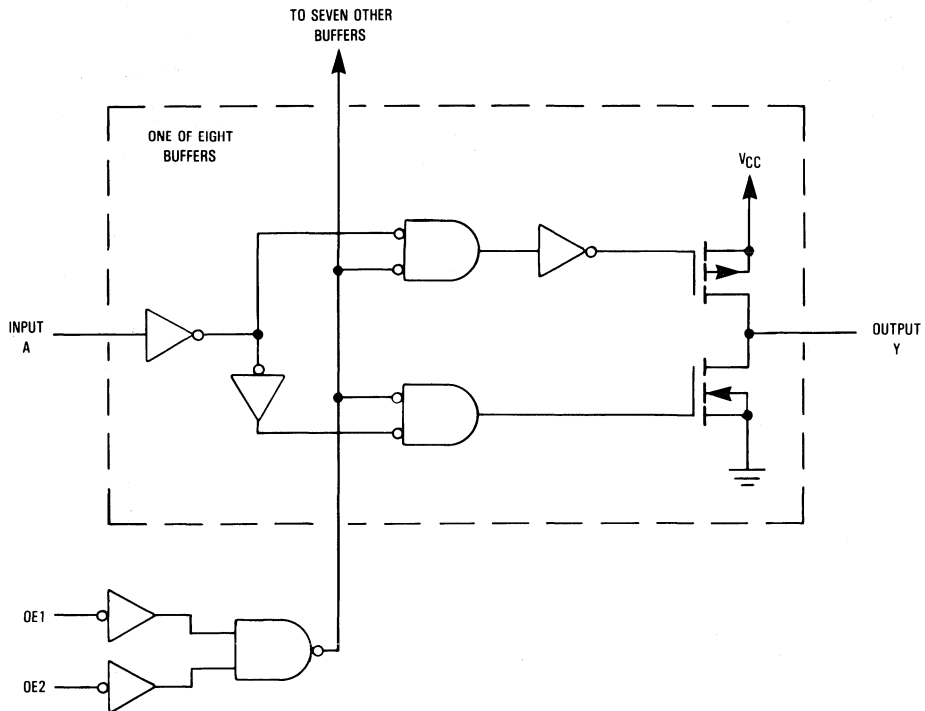 TO SEVEN OTHER
BUFFERS
ONE OF EIGHT
BUFFERS
VCC
INPUT
A
OUTPUT
Y
OE1
OE2